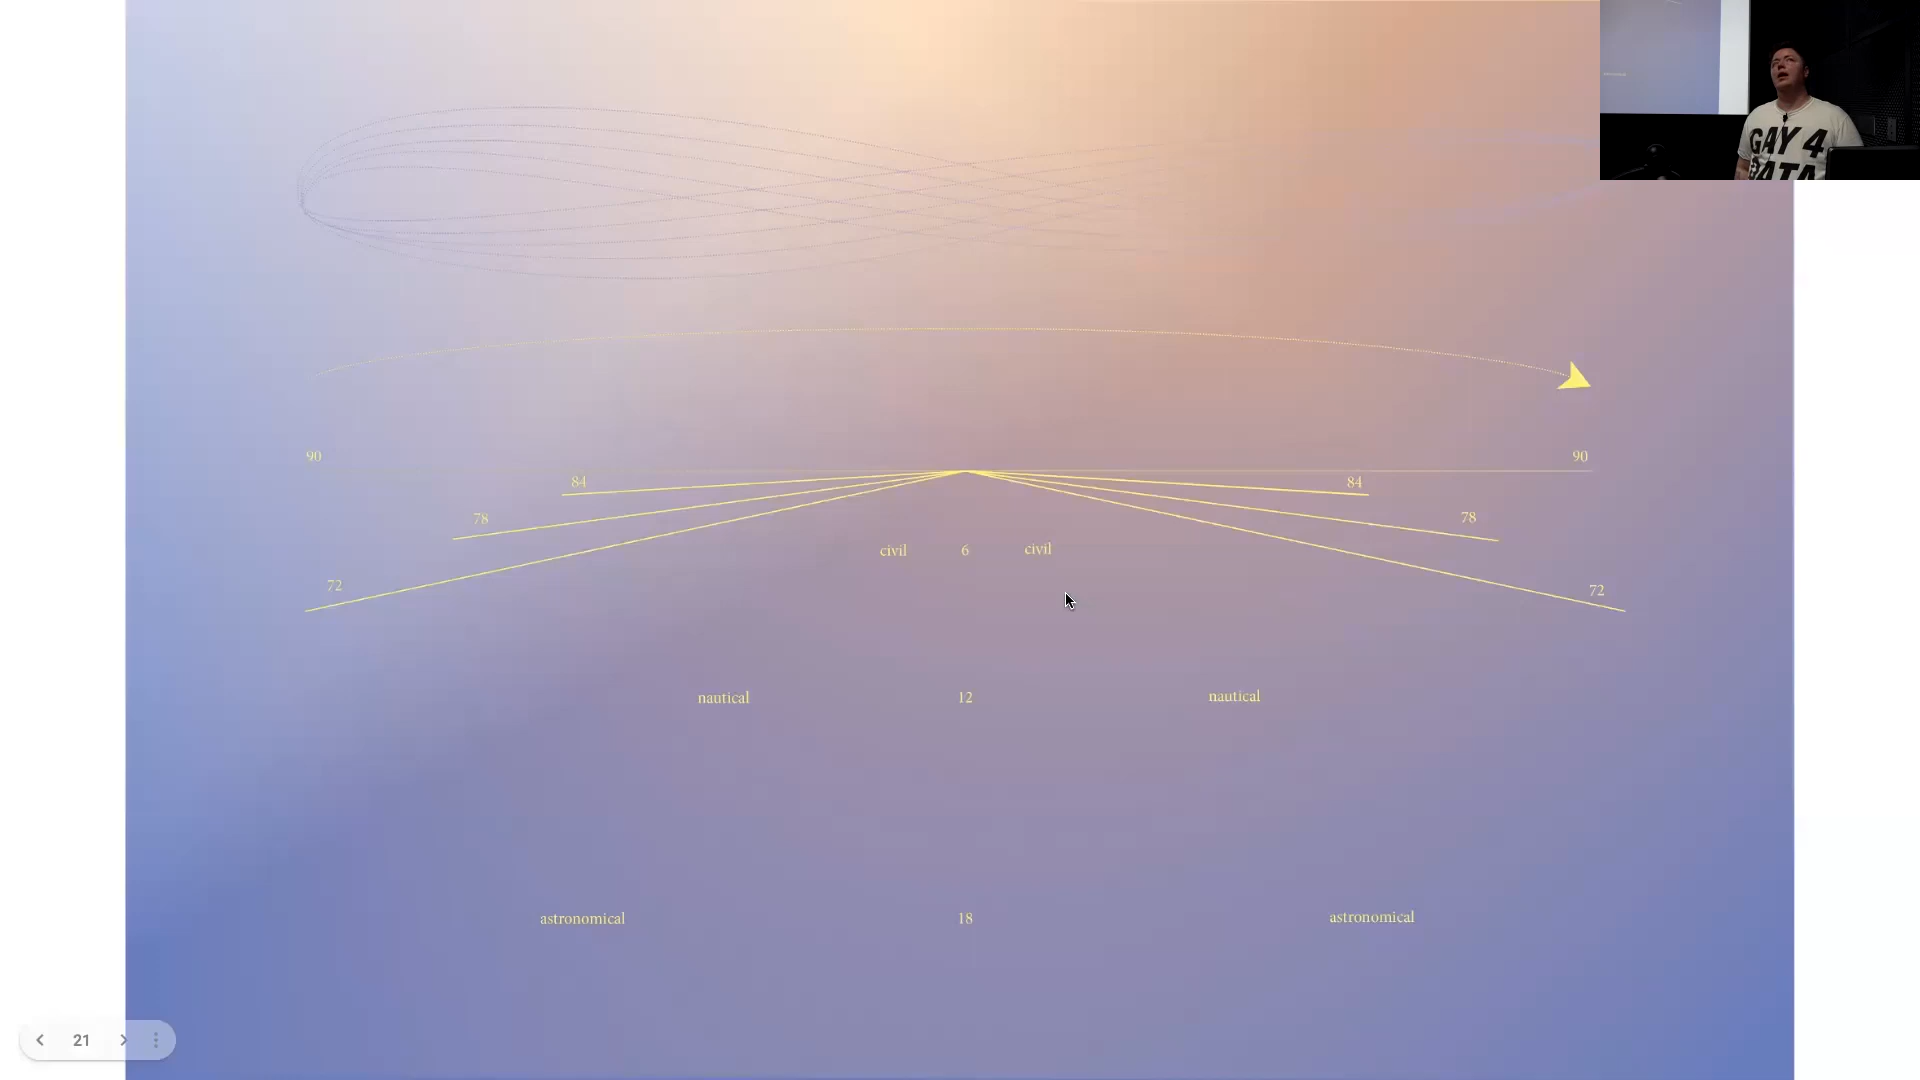 GAY 4
DATA
90 90
84 84
78 78
civil 6 civil
72 72
nautical 12 nautical
astronomical 18 astronomical
21